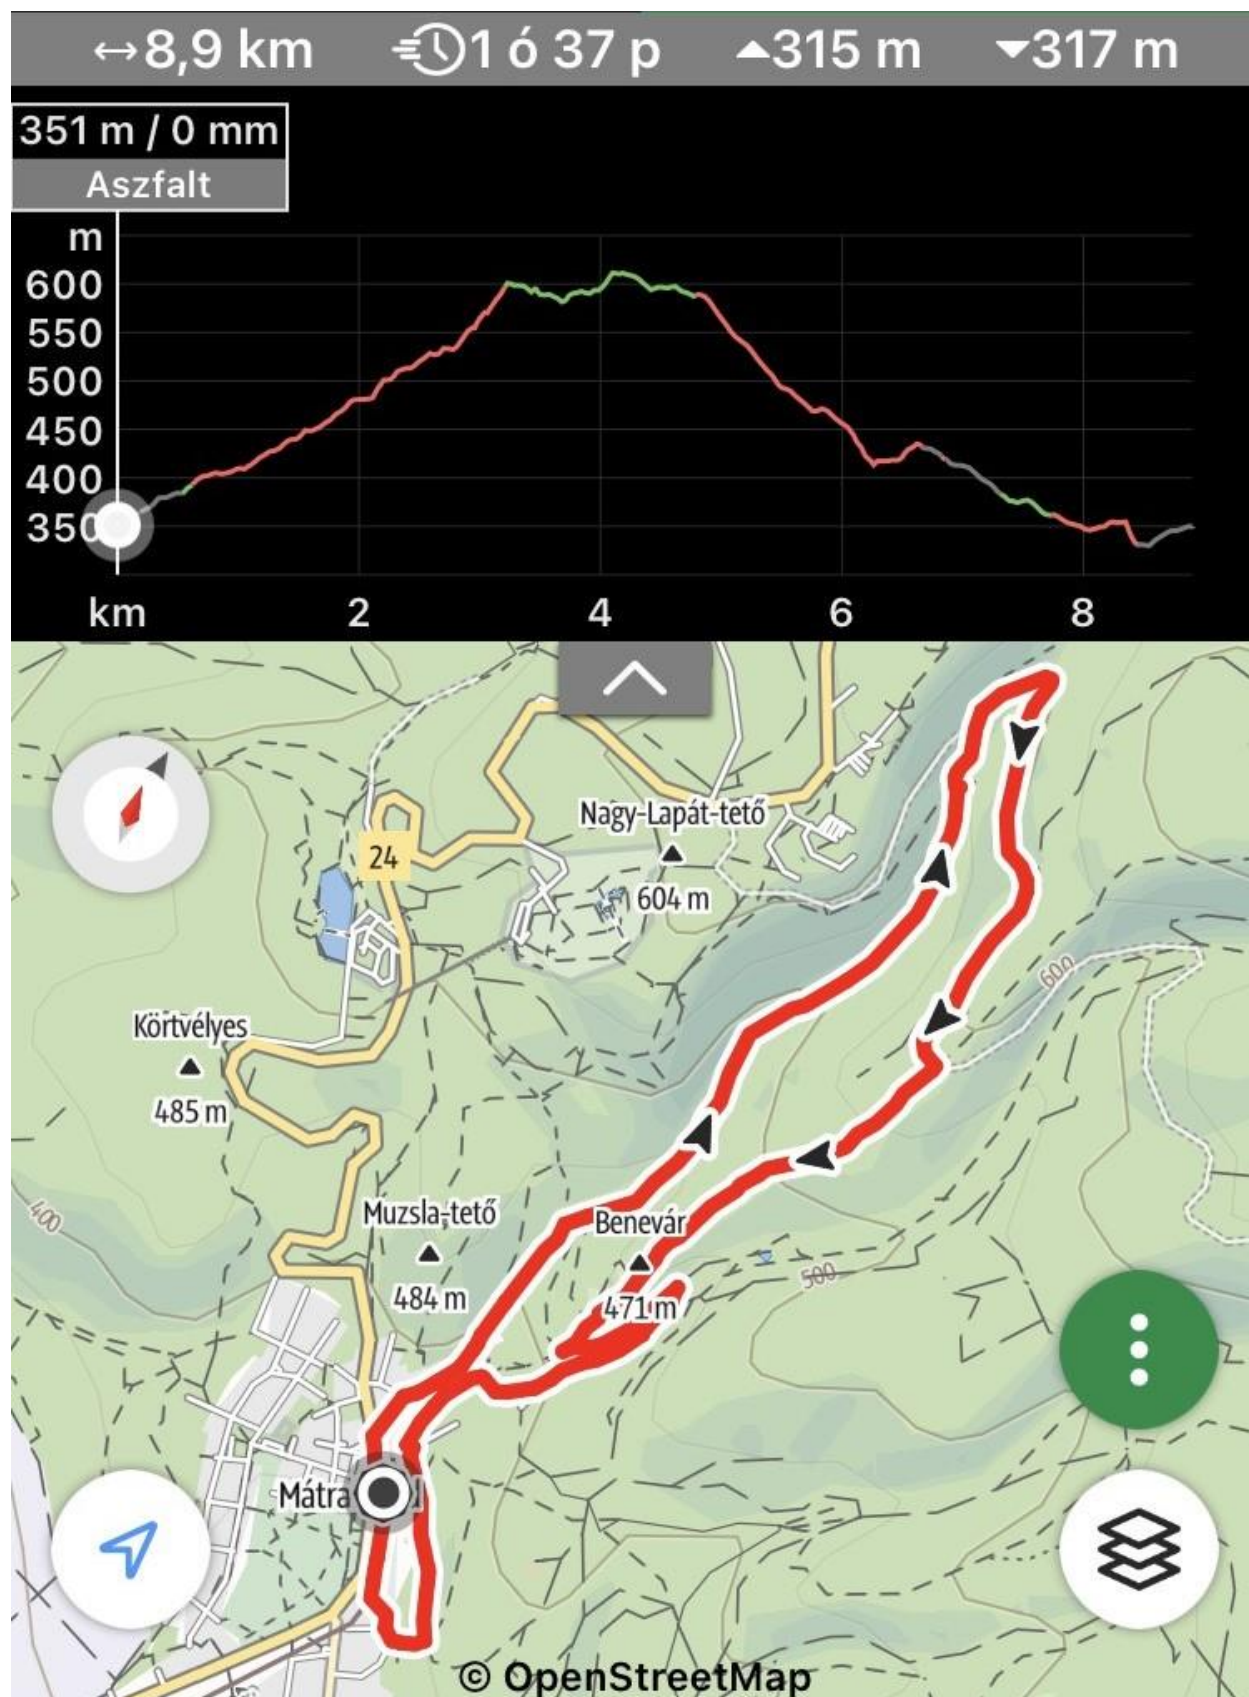 8,9 km 1 ó 37 p 315 m 317 m
351 m / 0 mm
Aszfalt
m
600
550
500
450
400
350
km 2 4 6 8
Nagy-Lapát-tető
24
604 m
600
Körtvélyes
485 m
400
Muzsla-tető
Benevár
484 m
471 m
500
Mátra
© OpenStreetMap